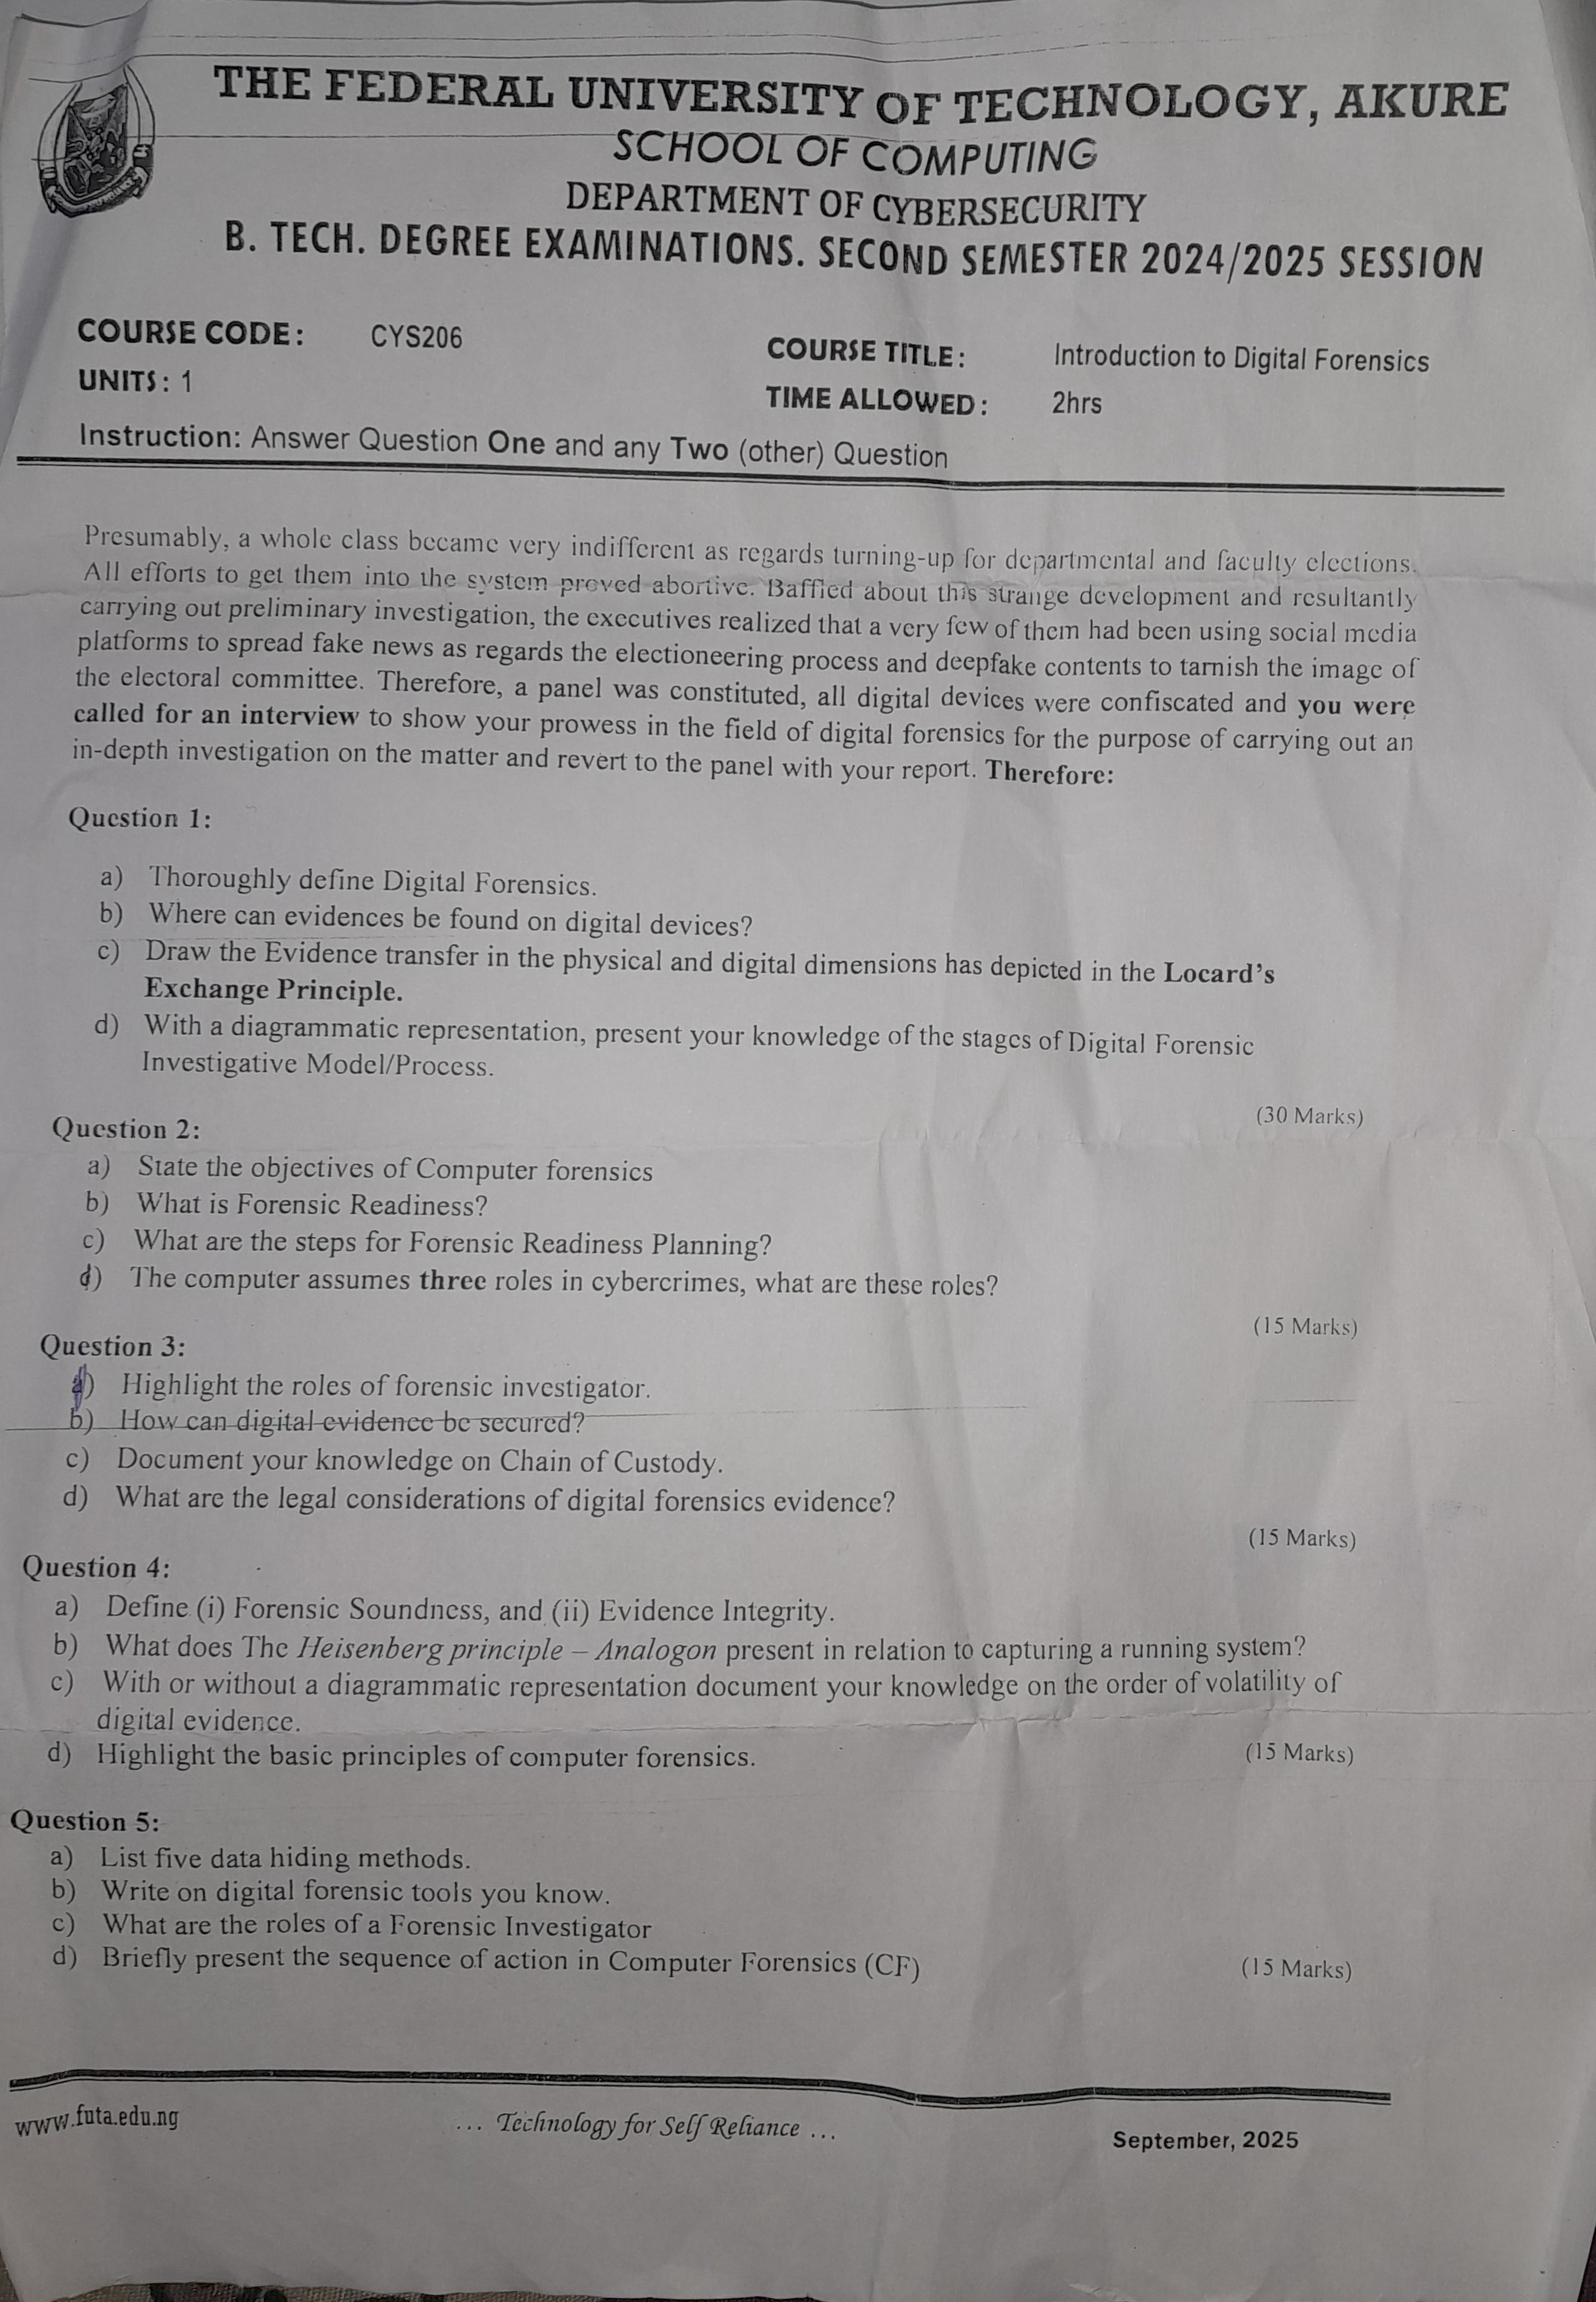 THE FEDERAL UNIVERSITY OF TECHNOLOGY, AKURE
SCHOOL OF COMPUTING
DEPARTMENT OF CYBERSECURITY
B. TECH. DEGREE EXAMINATIONS. SECOND SEMESTER 2024/2025 SESSION
COURSE CODE: CYS206
COURSE TITLE: Introduction to Digital Forensics
UNITS: 1
TIME ALLOWED: 2hrs
Instruction: Answer Question One and any Two (other) Question
Presumably, a whole class became very indifferent as regards turning-up for departmental and faculty elections.
All efforts to get them into the system proved abortive. Baffled about this strange development and resultantly
carrying out preliminary investigation, the executives realized that a very few of them had been using social media
platforms to spread fake news as regards the electioneering process and deepfake contents to tarnish the image of
the electoral committee. Therefore, a panel was constituted, all digital devices were confiscated and you were
called for an interview to show your prowess in the field of digital forensics for the purpose of carrying out an
in-depth investigation on the matter and revert to the panel with your report. Therefore:
Question 1:
a) Thoroughly define Digital Forensics.
b) Where can evidences be found on digital devices?
c) Draw the Evidence transfer in the physical and digital dimensions has depicted in the Locard's
Exchange Principle.
d) With a diagrammatic representation, present your knowledge of the stages of Digital Forensic
Investigative Model/Process.
(30 Marks)
Question 2:
a) State the objectives of Computer forensics
b) What is Forensic Readiness?
c) What are the steps for Forensic Readiness Planning?
d) The computer assumes three roles in cybercrimes, what are these roles?
(15 Marks)
Question 3:
a) Highlight the roles of forensic investigator.
b) How can digital evidence be secured?
c) Document your knowledge on Chain of Custody.
d) What are the legal considerations of digital forensics evidence?
(15 Marks)
Question 4:
a) Define (i) Forensic Soundness, and (ii) Evidence Integrity.
b) What does The Heisenberg principle – Analogon present in relation to capturing a running system?
c) With or without a diagrammatic representation document your knowledge on the order of volatility of
digital evidence.
d) Highlight the basic principles of computer forensics.
(15 Marks)
Question 5:
a) List five data hiding methods.
b) Write on digital forensic tools you know.
c) What are the roles of a Forensic Investigator
d) Briefly present the sequence of action in Computer Forensics (CF)
(15 Marks)
www.futa.edu.ng
... Technology for Self Reliance ...
September, 2025